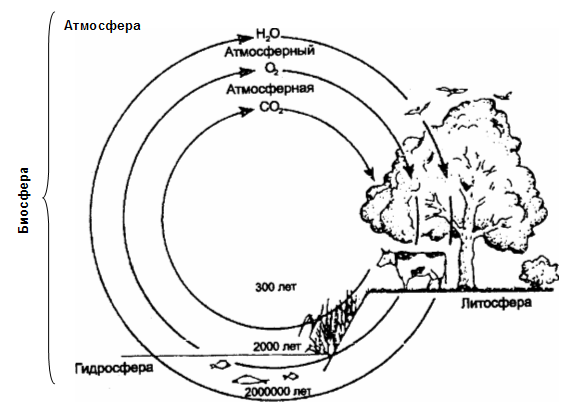 Атмосфера
H₂O
Атмосферный
O₂
Атмосферная
CO₂
Биосфера
300 лет
Литосфера
2000 лет
Гидросфера
2000000 лет